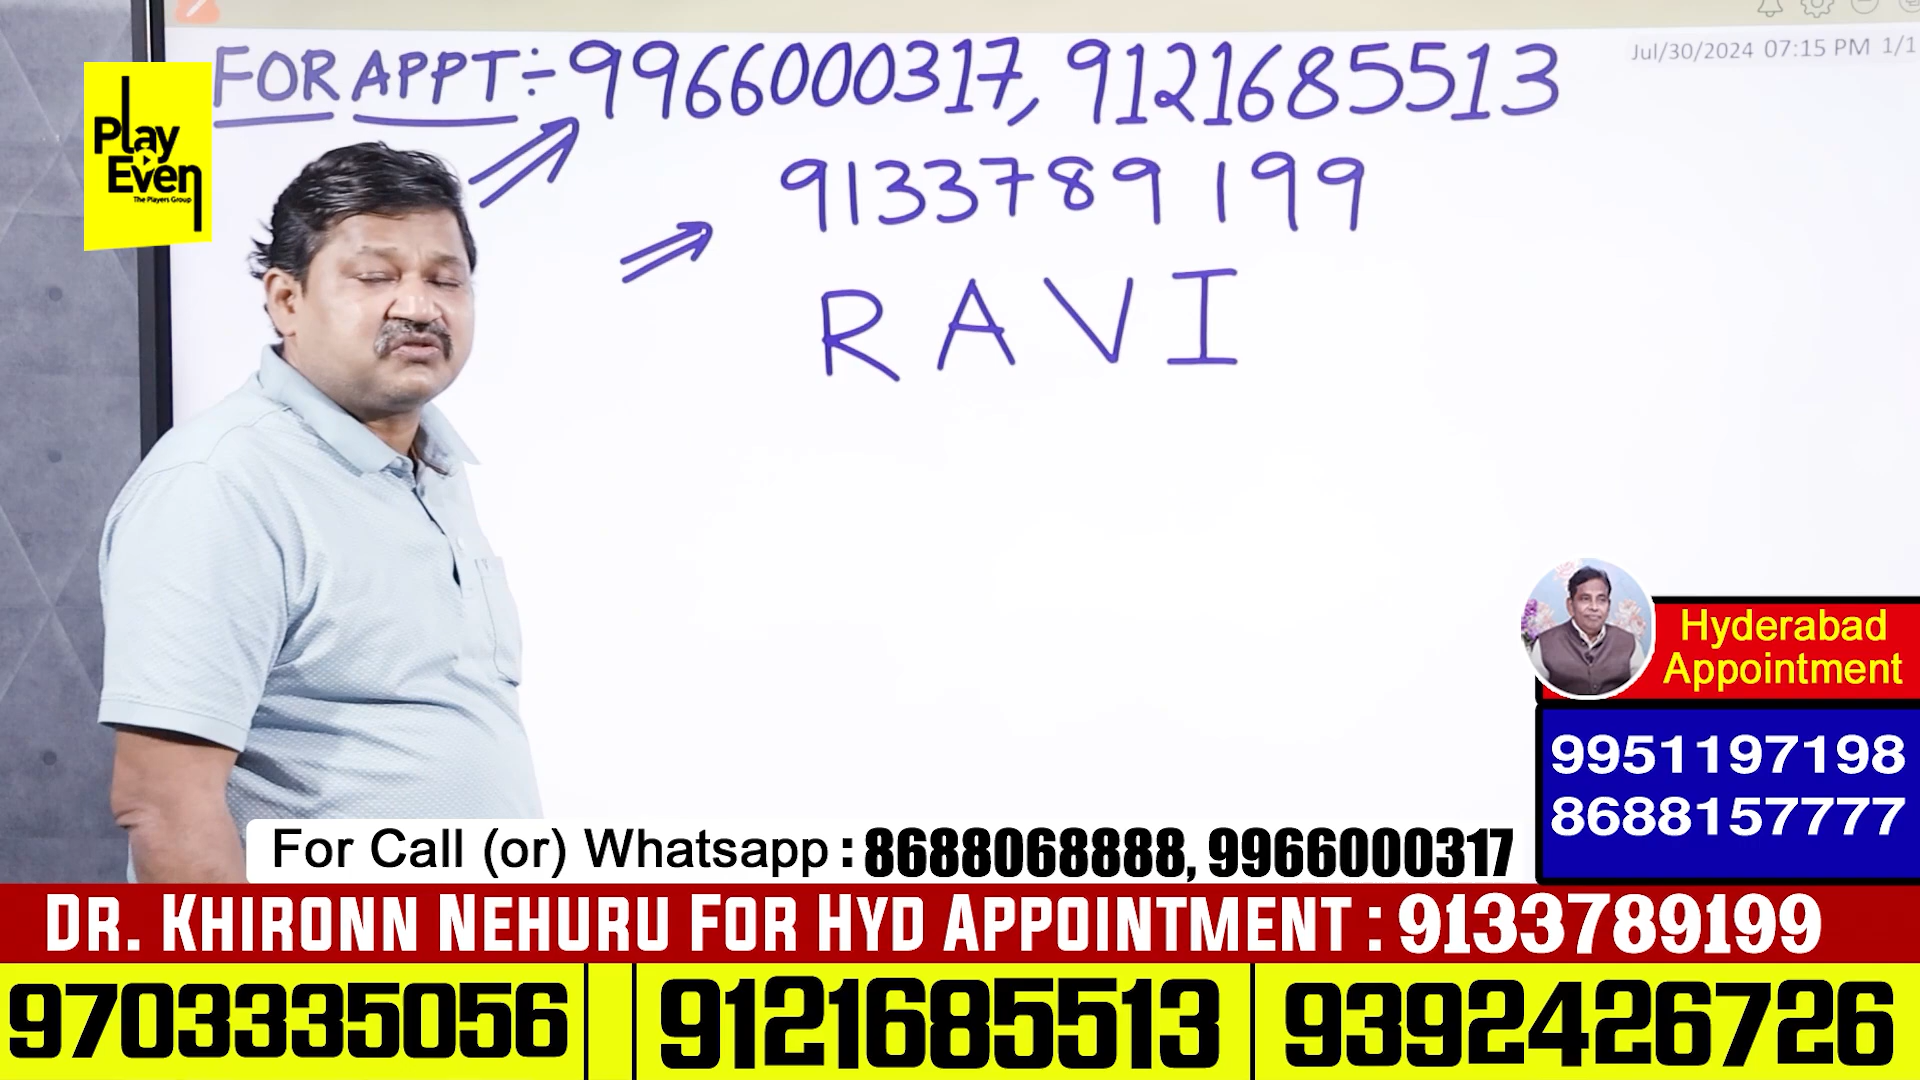 Jul/30/2024 07:15 PM 1/1
FOR APPT:- 9966000317, 9121685513
Play
Even
The Players Group
9133789 199
RAVI
Hyderabad
Appointment
9951197198
8688157777
For Call (or) Whatsapp : 8688068888, 9966000317
DR. KHIRONN NEHURU FOR HYD APPOINTMENT : 9133789199
9703335056
9121685513
9392426726